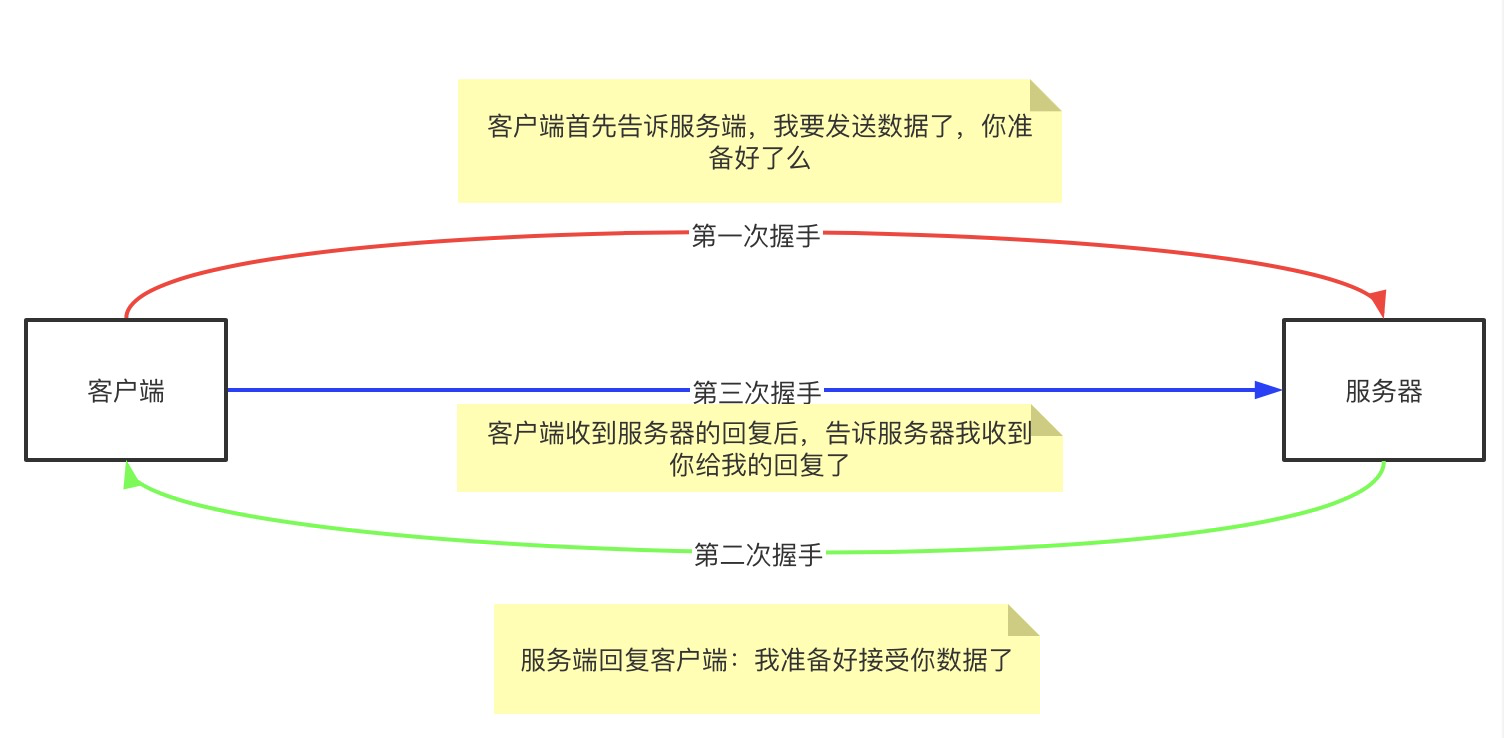 客户端首先告诉服务端，我要发送数据了，你准
备好了么
第一次握手
客户端
第三次握手
服务器
客户端收到服务器的回复后，告诉服务器我收到
你给我的回复了
第二次握手
服务端回复客户端：我准备好接受你数据了